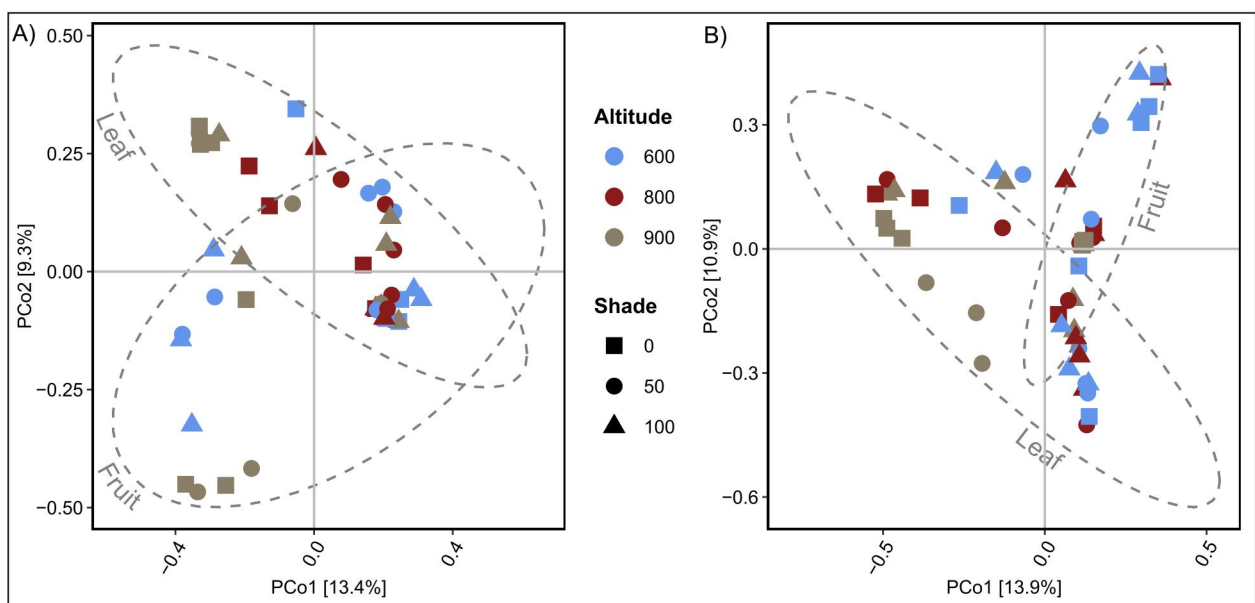 A)
0.50
0.25
0.00
−0.25
−0.50
PCo2 [9.3%]
Leaf
Fruit
−0.4
0.0
0.4
PCo1 [13.4%]
Altitude
600
800
900
Shade
0
50
100
B)
0.3
0.0
−0.3
−0.6
PCo2 [10.9%]
Fruit
Leaf
−0.5
0.0
0.5
PCo1 [13.9%]